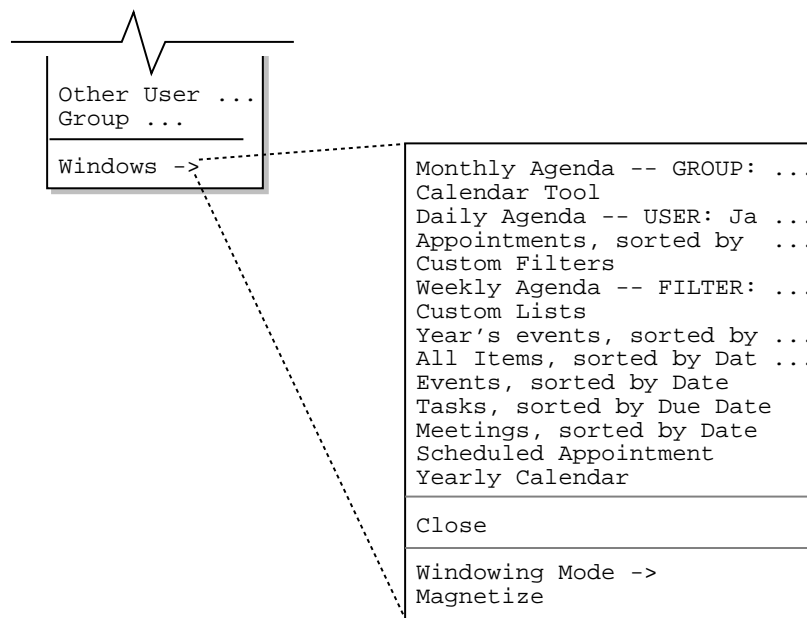 Other User ...
Group ...
Windows ->
Monthly Agenda -- GROUP: ...
Calendar Tool
Daily Agenda -- USER: Ja ...
Appointments, sorted by ...
Custom Filters
Weekly Agenda -- FILTER: ...
Custom Lists
Year's events, sorted by ...
All Items, sorted by Dat ...
Events, sorted by Date
Tasks, sorted by Due Date
Meetings, sorted by Date
Scheduled Appointment
Yearly Calendar
Close
Windowing Mode ->
Magnetize